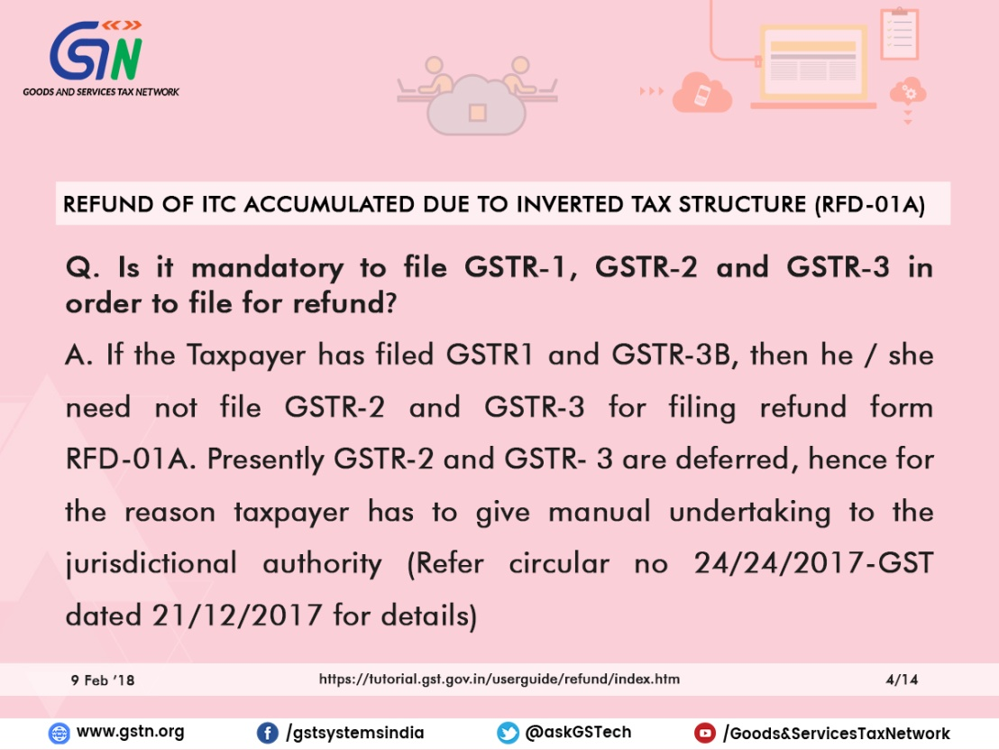 GSTN
GOODS AND SERVICES TAX NETWORK
REFUND OF ITC ACCUMULATED DUE TO INVERTED TAX STRUCTURE (RFD-01A)
Q. Is it mandatory to file GSTR-1, GSTR-2 and GSTR-3 in
order to file for refund?
A. If the Taxpayer has filed GSTR1 and GSTR-3B, then he / she
need not file GSTR-2 and GSTR-3 for filing refund form
RFD-01A. Presently GSTR-2 and GSTR- 3 are deferred, hence for
the reason taxpayer has to give manual undertaking to the
jurisdictional authority (Refer circular no 24/24/2017-GST
dated 21/12/2017 for details)
9 Feb '18 https://tutorial.gst.gov.in/userguide/refund/index.htm 4/14
www.gstn.org /gstsystemsindia @askGSTech /Goods&ServicesTaxNetwork